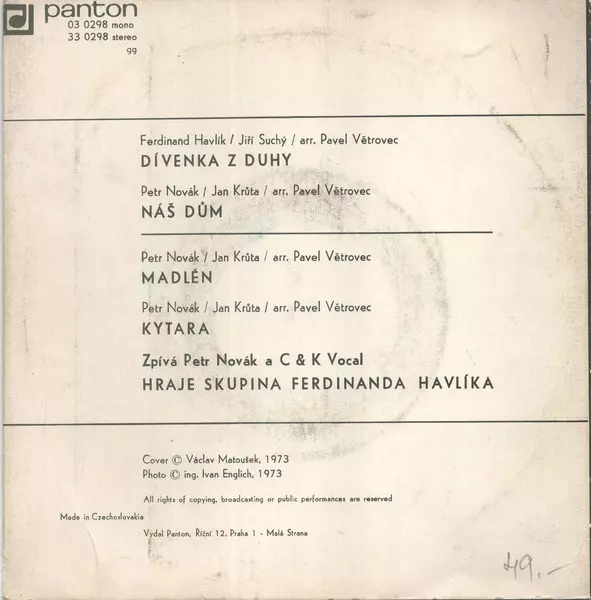 panton
03 0298 mono
33 0298 stereo
99
Ferdinand Havlík / Jiří Suchý / arr. Pavel Větrovec
DÍVENKA Z DUHY
Petr Novák / Jan Krůta / arr. Pavel Větrovec
NÁŠ DŮM
Petr Novák / Jan Krůta / arr. Pavel Větrovec
MADLÉN
Petr Novák / Jan Krůta / arr. Pavel Větrovec
KYTARA
Zpívá Petr Novák a C & K Vocal
HRAJE SKUPINA FERDINANDA HAVLÍKA
Cover © Václav Matoušek, 1973
Photo © ing. Ivan Englich, 1973
All rights of copying, broadcasting or public performances are reserved
Made in Czechoslovakia
Vydal Panton, Říční 12, Praha 1 - Malá Strana
49.-